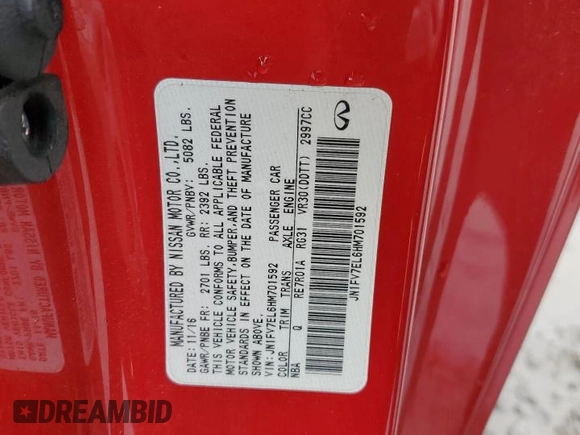 MANUFACTURED BY NISSAN MOTOR CO.,LTD.
DATE: 11/16 GVWR/PNBV: 5082 LBS.
GAWR/PNBE FR: 2701 LBS. RR: 2392 LBS.
THIS VEHICLE CONFORMS TO ALL APPLICABLE FEDERAL
MOTOR VEHICLE SAFETY,BUMPER,AND THEFT PREVENTION
STANDARDS IN EFFECT ON THE DATE OF MANUFACTURE
SHOWN ABOVE.
VIN: JN1FV7EL6HM701592 PASSENGER CAR
COLOR TRIM TRANS AXLE ENGINE
NBA Q RE7R01A RG31 VR30(DDTT) 2997CC
JN1FV7EL6HM701592
DREAMBID